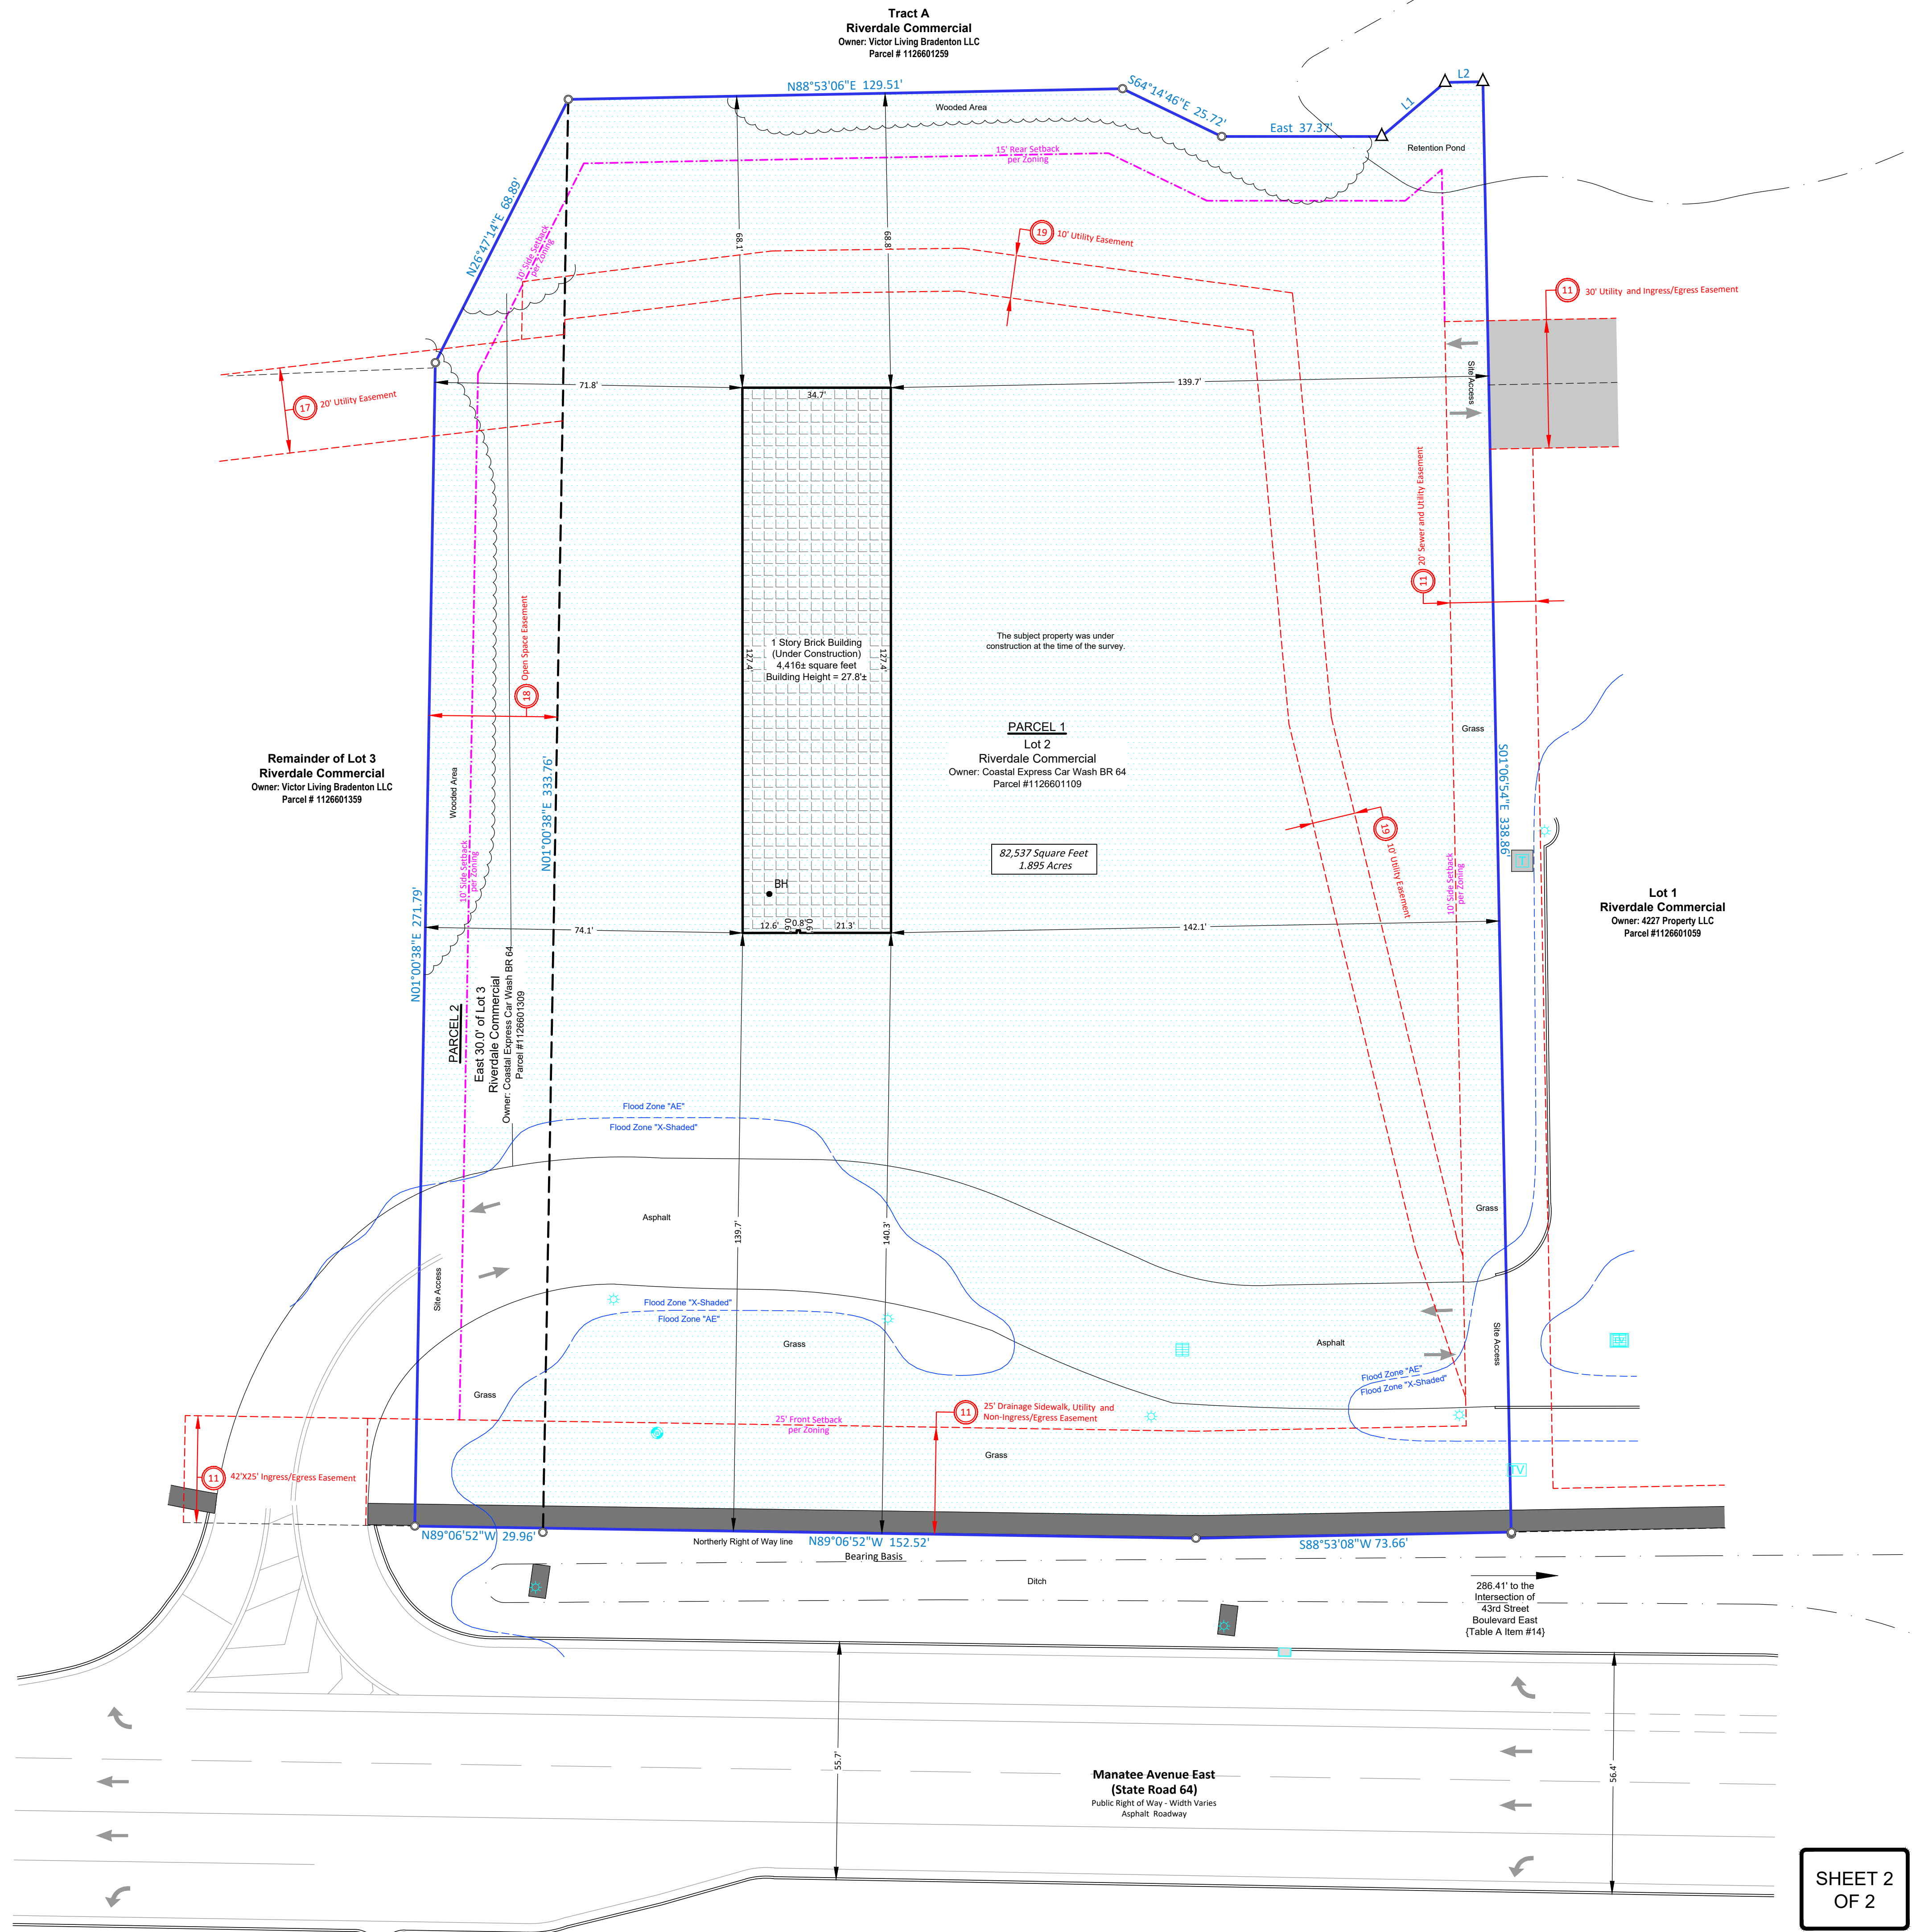 Tract A
Riverdale Commercial
Owner: Victor Living Bradenton LLC
Parcel # 1126601259
N88°53'06"E 129.51'
S64°14'46"E 25.72'
East 37.37'
L1
L2
Wooded Area
Retention Pond
15' Rear Setback
per Zoning
N26°47'14"E 68.89'
10' Side Setback
per Zoning
68.1'
68.8'
19
10' Utility Easement
11
30' Utility and Ingress/Egress Easement
17
20' Utility Easement
71.8'
34.7'
139.7'
Site Access
11
20' Sewer and Utility Easement
18
Open Space Easement
1 Story Brick Building
(Under Construction)
4,416± square feet
Building Height = 27.8'±
127.4'
127.4'
The subject property was under
construction at the time of the survey.
PARCEL 1
Lot 2
Riverdale Commercial
Owner: Coastal Express Car Wash BR 64
Parcel #1126601109
82,537 Square Feet
1.895 Acres
Remainder of Lot 3
Riverdale Commercial
Owner: Victor Living Bradenton LLC
Parcel # 1126601359
Wooded Area
N01°00'38"E 333.76'
10' Side Setback
per Zoning
N01°00'38"E 271.79'
Grass
S01°06'54"E 338.86'
19
10' Utility Easement
10' Side Setback
per Zoning
T
Lot 1
Riverdale Commercial
Owner: 4227 Property LLC
Parcel #1126601059
BH
12.6'
0.6'
0.8'
0.6'
21.3'
74.1'
142.1'
PARCEL 2
East 30.0' of Lot 3
Riverdale Commercial
Owner: Coastal Express Car Wash BR 64
Parcel #1126601309
Flood Zone "AE"
Flood Zone "X-Shaded"
Asphalt
139.7'
140.3'
Grass
Site Access
Flood Zone "X-Shaded"
Flood Zone "AE"
Grass
Asphalt
Site Access
EM
Flood Zone "AE"
Flood Zone "X-Shaded"
Grass
25' Front Setback
per Zoning
11
25' Drainage Sidewalk, Utility and
Non-Ingress/Egress Easement
Grass
11
42'X25' Ingress/Egress Easement
TV
N89°06'52"W 29.96'
Northerly Right of Way line
N89°06'52"W 152.52'
Bearing Basis
S88°53'08"W 73.66'
Ditch
286.41' to the
Intersection of
43rd Street
Boulevard East
{Table A Item #14}
55.7'
56.4'
Manatee Avenue East
(State Road 64)
Public Right of Way - Width Varies
Asphalt Roadway
SHEET 2
OF 2